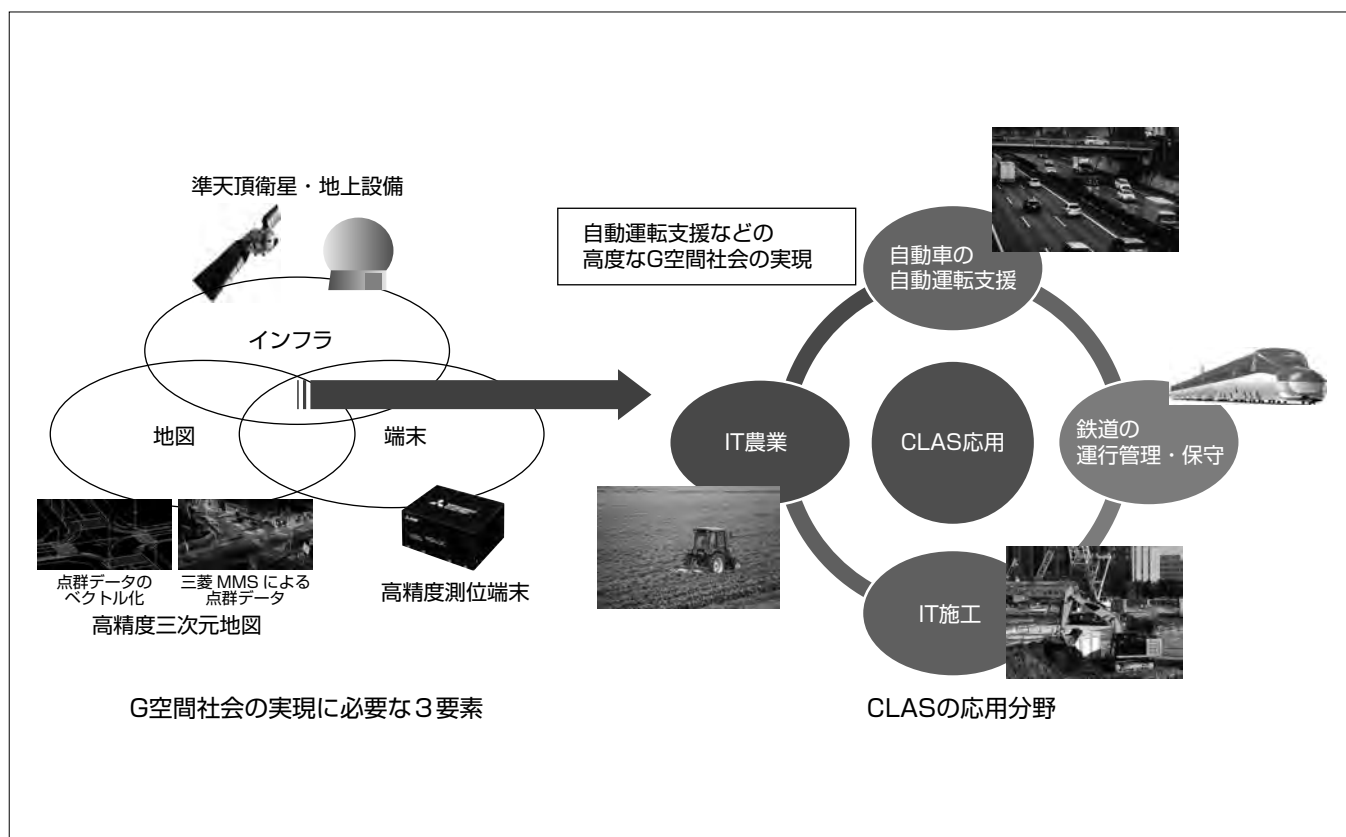 準天頂衛星・地上設備
インフラ
地図
端末
点群データの
ベクトル化
三菱 MMS による
点群データ
高精度三次元地図
高精度測位端末
G空間社会の実現に必要な3要素
自動運転支援などの
高度なG空間社会の実現
自動車の
自動運転支援
IT農業
CLAS応用
鉄道の
運行管理・保守
IT施工
CLASの応用分野